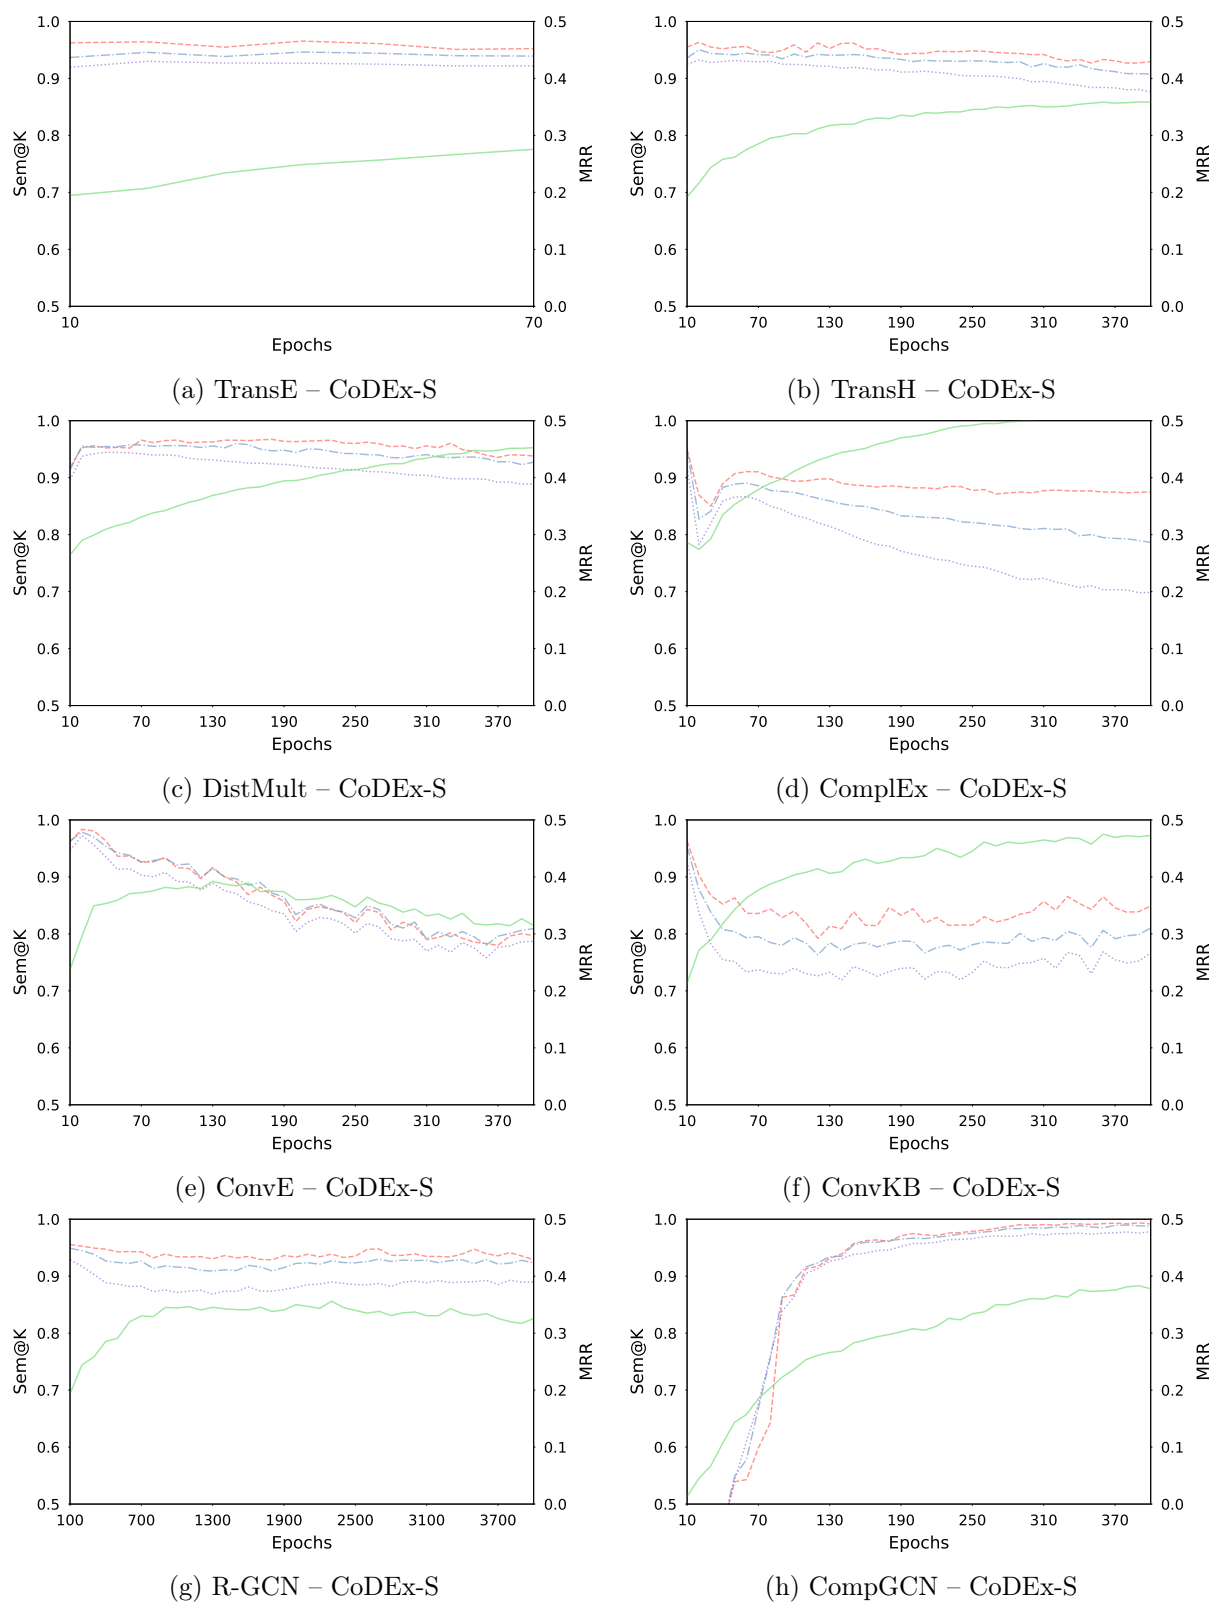 1.0 0.9 0.8 0.7 0.6 0.5
Sem@K
0.5 0.4 0.3 0.2 0.1 0.0
MRR
10 70
Epochs
(a) TransE – CoDEx-S
1.0 0.9 0.8 0.7 0.6 0.5
Sem@K
0.5 0.4 0.3 0.2 0.1 0.0
MRR
10 70 130 190 250 310 370
Epochs
(b) TransH – CoDEx-S
1.0 0.9 0.8 0.7 0.6 0.5
Sem@K
0.5 0.4 0.3 0.2 0.1 0.0
MRR
10 70 130 190 250 310 370
Epochs
(c) DistMult – CoDEx-S
1.0 0.9 0.8 0.7 0.6 0.5
Sem@K
0.5 0.4 0.3 0.2 0.1 0.0
MRR
10 70 130 190 250 310 370
Epochs
(d) ComplEx – CoDEx-S
1.0 0.9 0.8 0.7 0.6 0.5
Sem@K
0.5 0.4 0.3 0.2 0.1 0.0
MRR
10 70 130 190 250 310 370
Epochs
(e) ConvE – CoDEx-S
1.0 0.9 0.8 0.7 0.6 0.5
Sem@K
0.5 0.4 0.3 0.2 0.1 0.0
MRR
10 70 130 190 250 310 370
Epochs
(f) ConvKB – CoDEx-S
1.0 0.9 0.8 0.7 0.6 0.5
Sem@K
0.5 0.4 0.3 0.2 0.1 0.0
MRR
100 700 1300 1900 2500 3100 3700
Epochs
(g) R-GCN – CoDEx-S
1.0 0.9 0.8 0.7 0.6 0.5
Sem@K
0.5 0.4 0.3 0.2 0.1 0.0
MRR
10 70 130 190 250 310 370
Epochs
(h) CompGCN – CoDEx-S